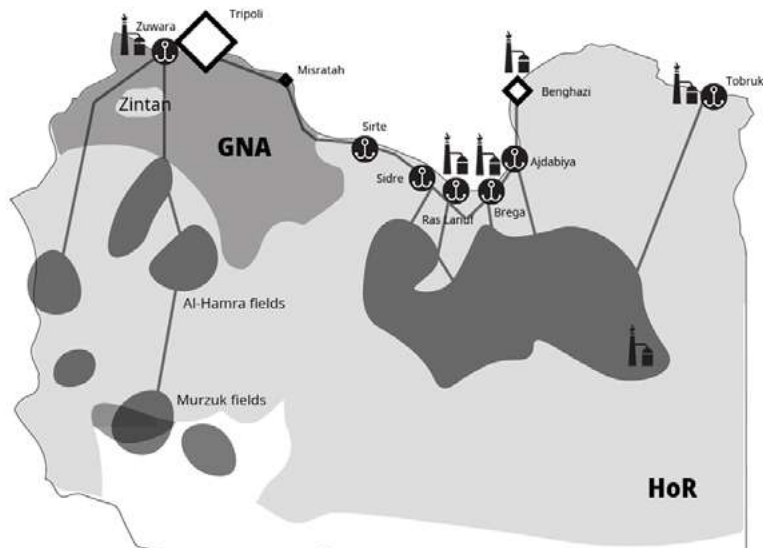 Tripoli
Zuwara
Misratah
Zintan
GNA
Sirte
Benghazi
Tobruk
Ajdabiya
Sidre
Ras Lanuf
Brega
Al-Hamra fields
Murzuk fields
HoR